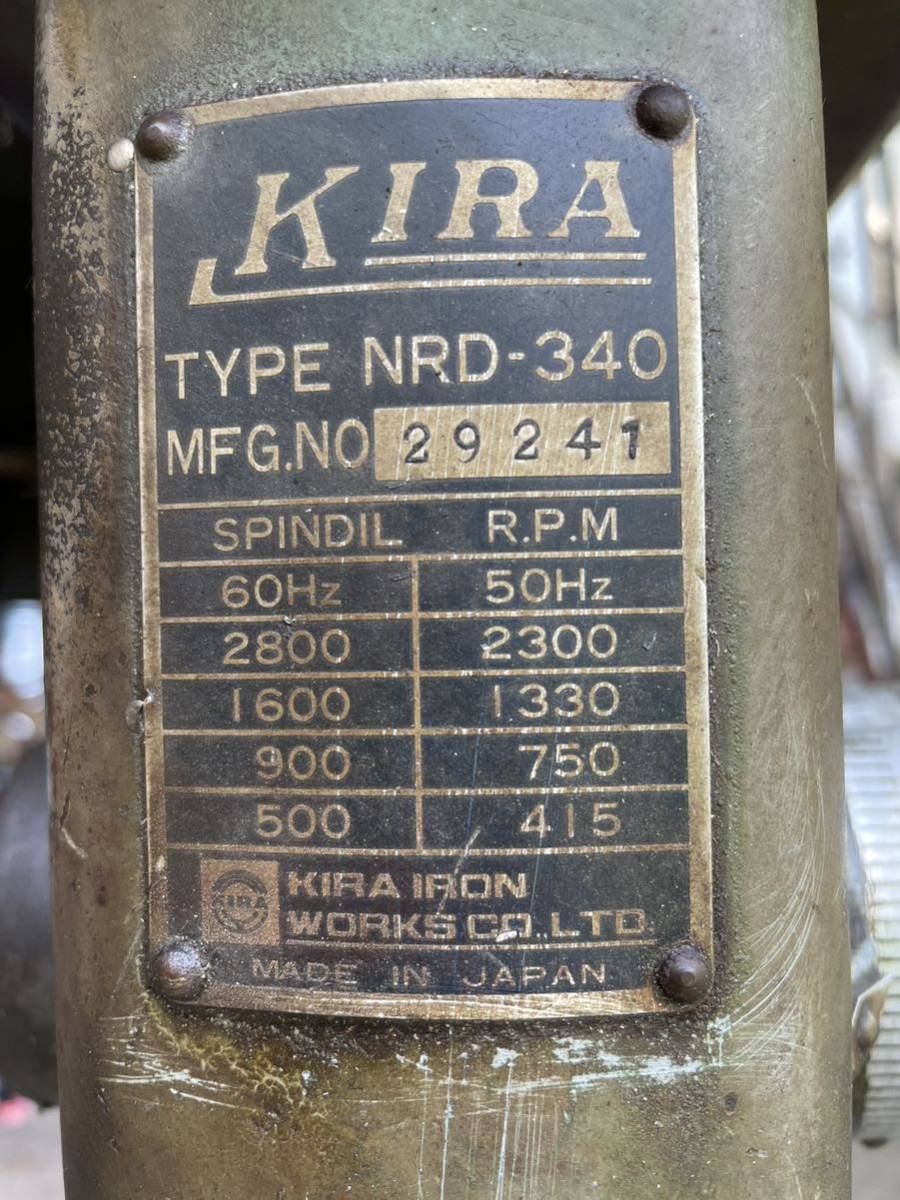 KIRA
TYPE NRD-340
MFG.NO 29241
SPINDIL R.P.M
60Hz 50Hz
2800 2300
1600 1330
900 750
500 415
KIRA
KIRA IRON
WORKS CO.,LTD.
MADE IN JAPAN